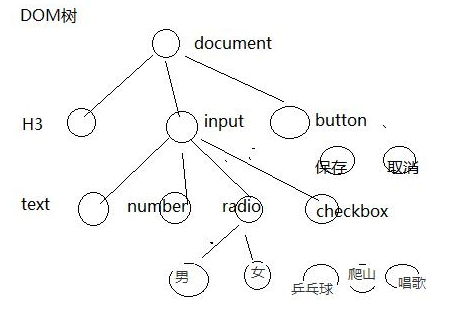 DOM树
document
H3
input
button
保存
取消
text
number
radio
checkbox
男
女
乒乓球
爬山
唱歌